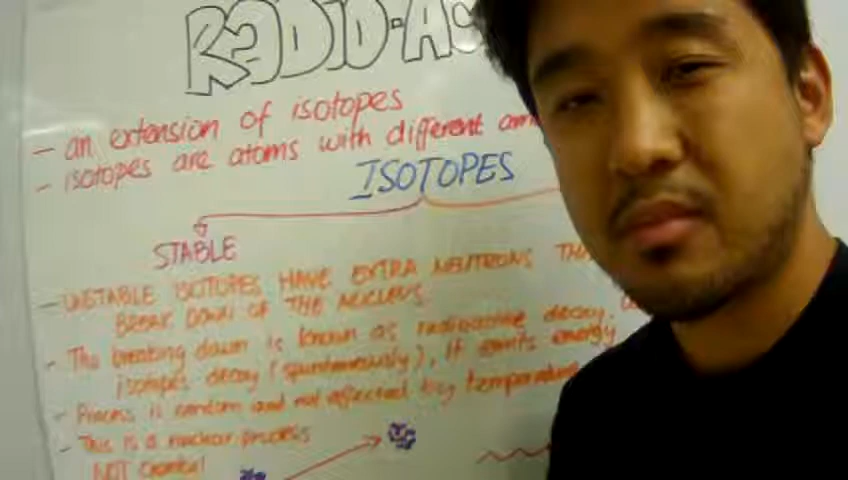 RADIO-AC
- an extension of isotopes
- isotopes are atoms with different am
ISOTOPES
STABLE
- UNSTABLE ISOTOPES HAVE EXTRA NEUTRONS THA
BREAK DOWN OF THE NUCLEUS.
- The breaking down is known as radioactive decay.
isotopes decay (spontaneously), it emits energy
- Process is random and not affected by temperature
- This is a nuclear process
NOT chemical